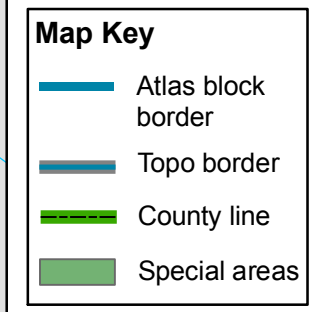 Map Key
Atlas block
border
Topo border
County line
Special areas